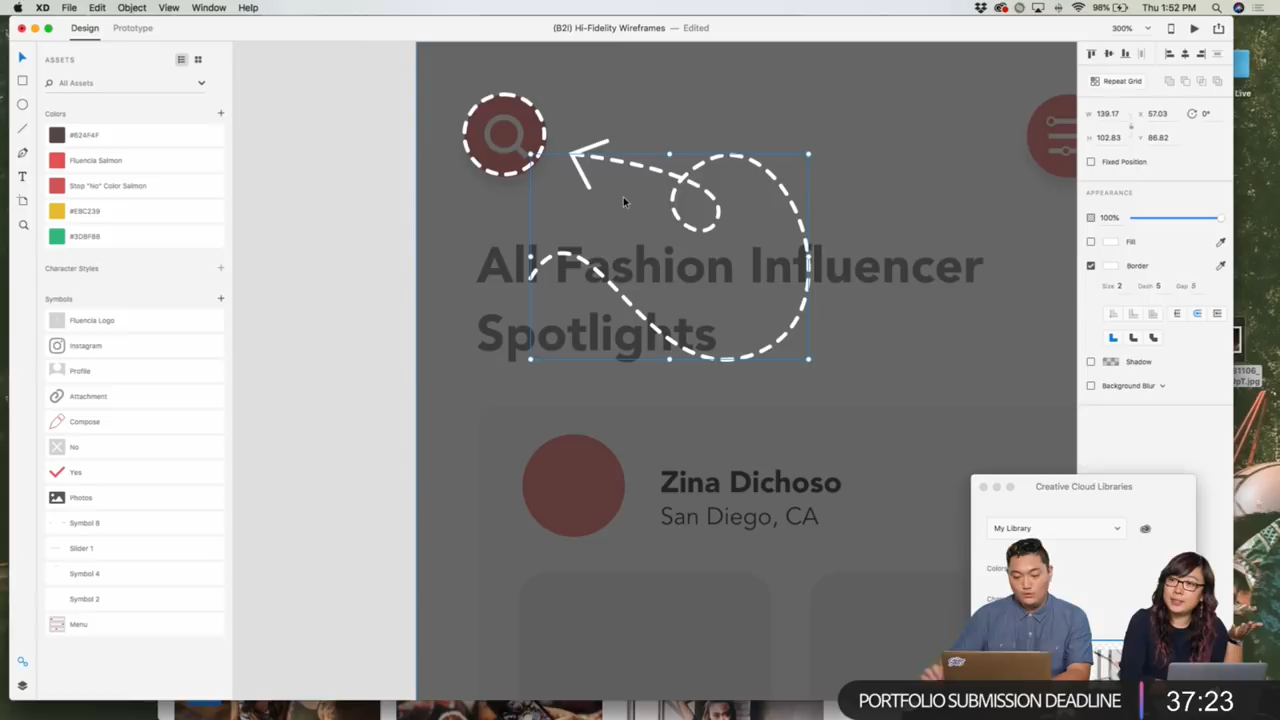 XD File Edit Object View Window Help
98% Thu 1:52 PM
Design Prototype
(B2I) Hi-Fidelity Wireframes — Edited
300%
ASSETS
All Assets
Colors +
#524F4F
Fluencia Salmon
Stop "No" Color Salmon
#EBC239
#3DBF8B
Character Styles +
Symbols +
Fluencia Logo
Instagram
Profile
Attachment
Compose
No
Yes
Photos
Symbol 8
Slider 1
Symbol 4
Symbol 2
Menu
All Fashion Influencer
Spotlights
Zina Dichoso
San Diego, CA
Repeat Grid
W 139.17 X 57.03 0°
H 102.83 Y 86.82
Fixed Position
APPEARANCE
100%
Fill
Border
Size 2 Dash 5 Gap 5
Shadow
Background Blur
Live
Creative Cloud Libraries
My Library
PORTFOLIO SUBMISSION DEADLINE 37:23